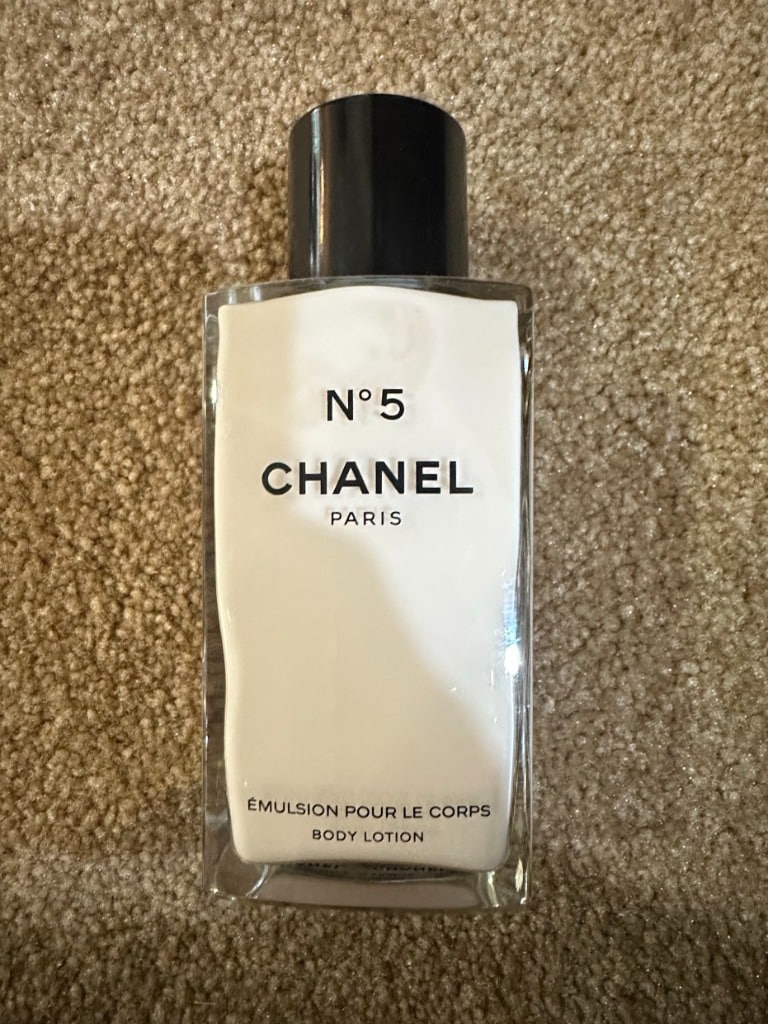 N°5
CHANEL
PARIS
ÉMULSION POUR LE CORPS
BODY LOTION